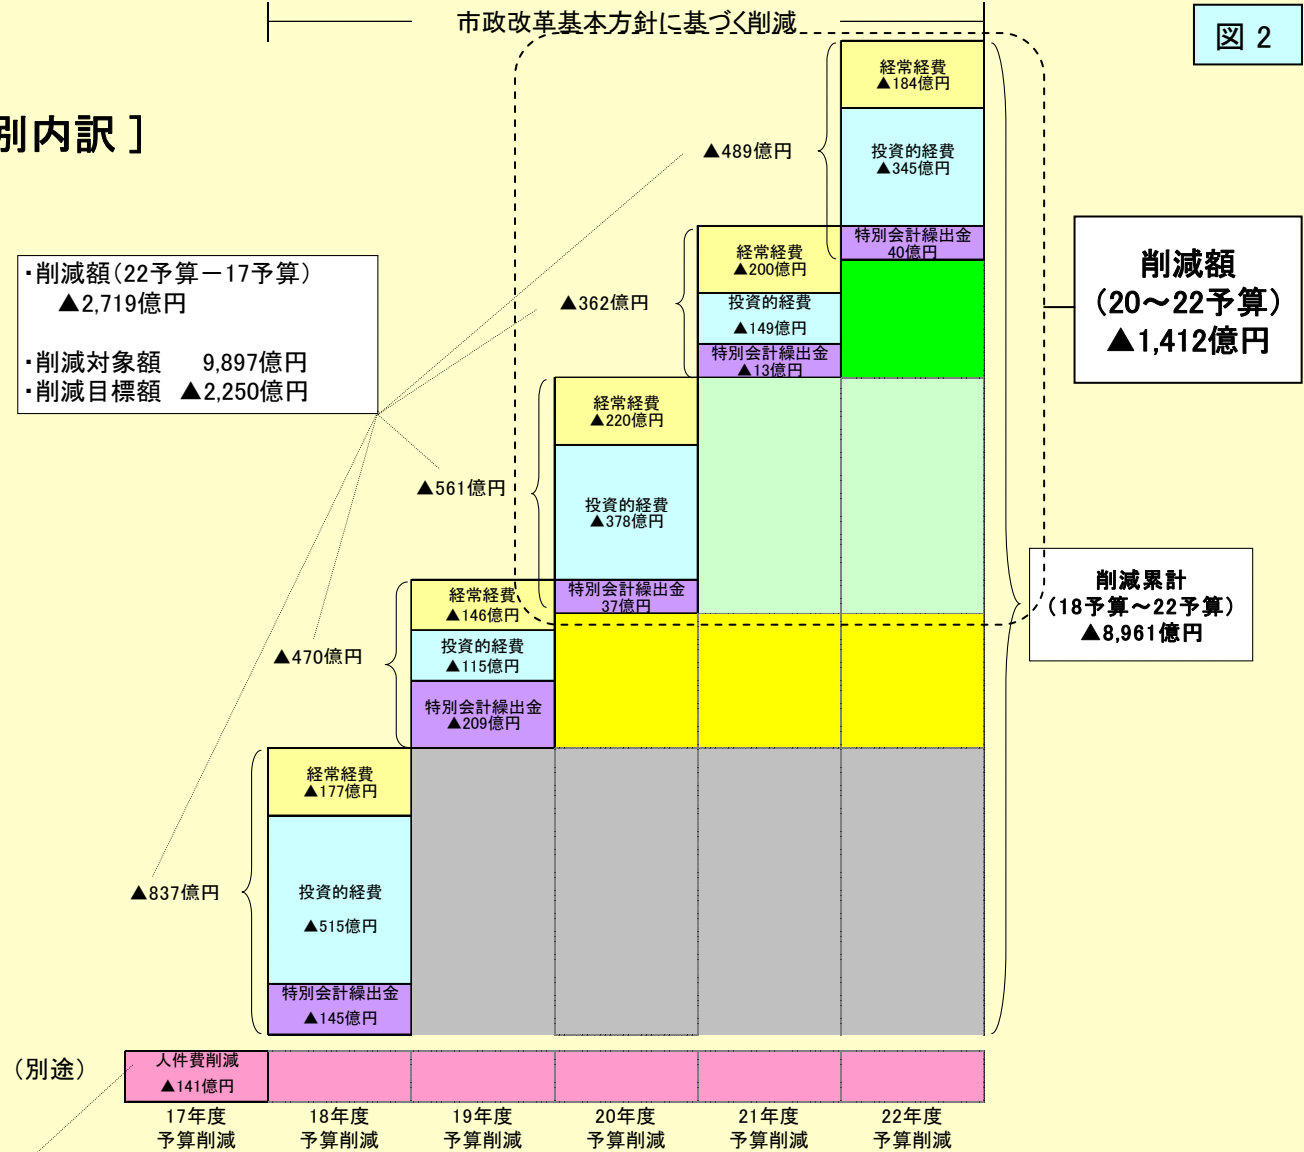 市政改革基本方針に基づく削減
図 2
別内訳 ]
・削減額(22予算－17予算)
▲2,719億円
・削減対象額 9,897億円
・削減目標額 ▲2,250億円
経常経費
▲184億円
投資的経費
▲345億円
特別会計繰出金
40億円
▲489億円
削減額
(20～22予算)
▲1,412億円
経常経費
▲200億円
投資的経費
▲149億円
特別会計繰出金
▲13億円
▲362億円
経常経費
▲220億円
投資的経費
▲378億円
特別会計繰出金
37億円
▲561億円
削減累計
(18予算～22予算)
▲8,961億円
経常経費
▲146億円
投資的経費
▲115億円
特別会計繰出金
▲209億円
▲470億円
経常経費
▲177億円
投資的経費
▲515億円
特別会計繰出金
▲145億円
▲837億円
(別途)
人件費削減
▲141億円
17年度
予算削減
18年度
予算削減
19年度
予算削減
20年度
予算削減
21年度
予算削減
22年度
予算削減